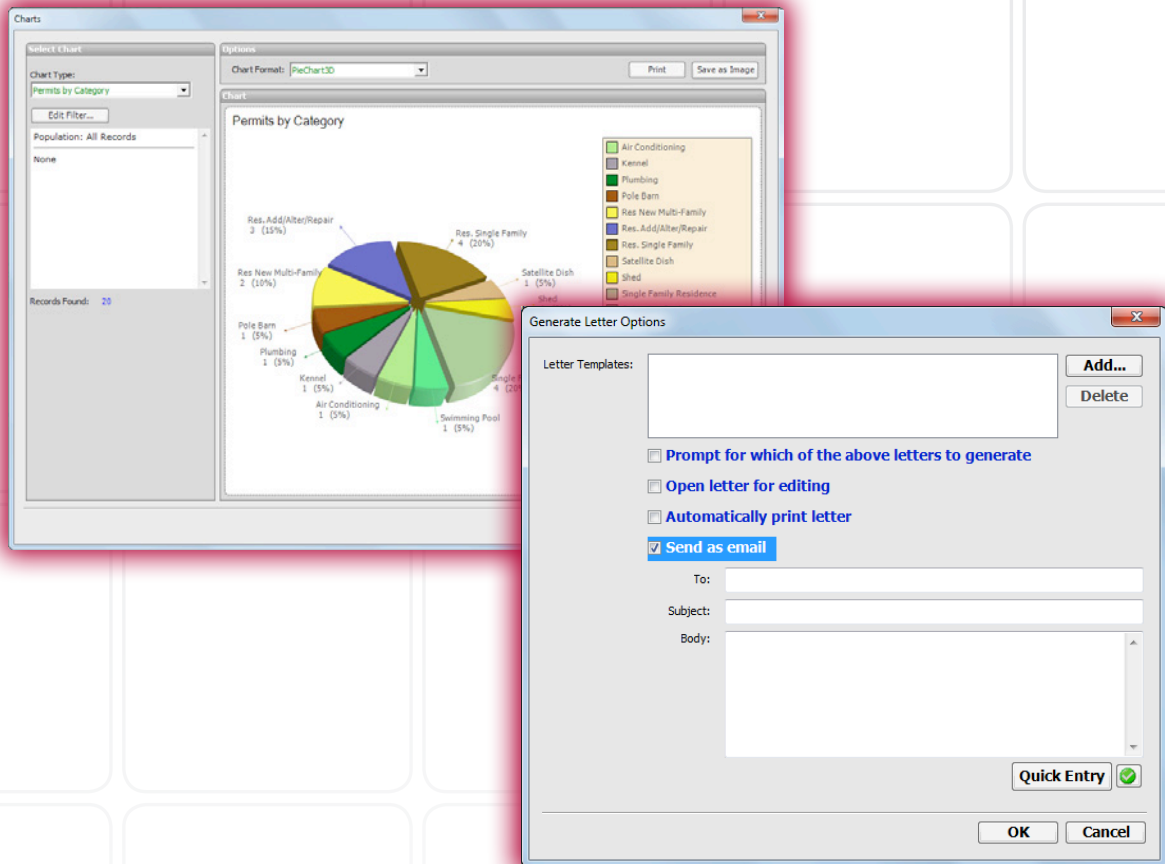 Charts
Select Chart
Chart Type:
Permits by Category
Edit Filter...
Population: All Records
None
Records Found: 20
Options
Chart Format: PieChart3D
Print
Save as Image
Chart
Permits by Category
Res. Add/Alter/Repair
3 (15%)
Res. Single Family
4 (20%)
Res New Multi-Family
2 (10%)
Satellite Dish
1 (5%)
Shed
Pole Barn
1 (5%)
Plumbing
1 (5%)
Kennel
1 (5%)
Air Conditioning
1 (5%)
Swimming Pool
1 (5%)
Single
4 (20
Air Conditioning
Kennel
Plumbing
Pole Barn
Res New Multi-Family
Res. Add/Alter/Repair
Res. Single Family
Satellite Dish
Shed
Single Family Residence
Generate Letter Options
Letter Templates:
Add...
Delete
Prompt for which of the above letters to generate
Open letter for editing
Automatically print letter
Send as email
To:
Subject:
Body:
Quick Entry
OK
Cancel